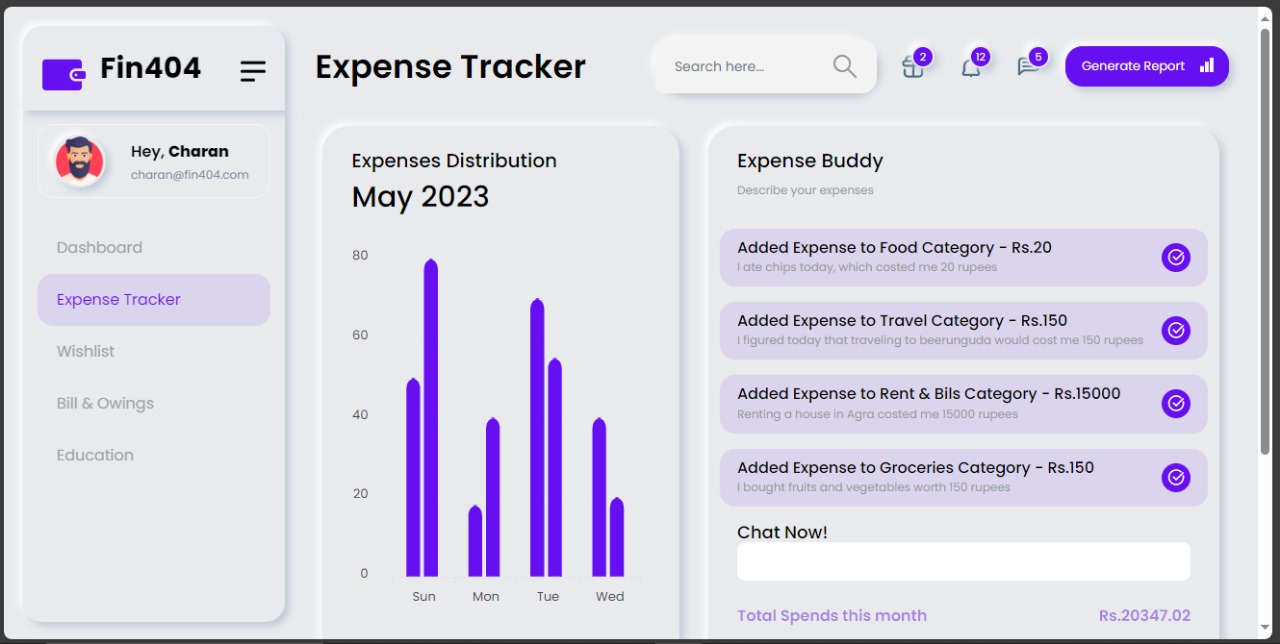 Fin404
Hey, Charan
charan@fin404.com
Dashboard
Expense Tracker
Wishlist
Bill & Owings
Education
Expense Tracker
Search here...
2
12
5
Generate Report
Expenses Distribution
May 2023
80
60
40
20
0
Sun Mon Tue Wed
Expense Buddy
Describe your expenses
Added Expense to Food Category - Rs.20
I ate chips today, which costed me 20 rupees
Added Expense to Travel Category - Rs.150
I figured today that traveling to beerunguda would cost me 150 rupees
Added Expense to Rent & Bils Category - Rs.15000
Renting a house in Agra costed me 15000 rupees
Added Expense to Groceries Category - Rs.150
I bought fruits and vegetables worth 150 rupees
Chat Now!
Total Spends this month Rs.20347.02